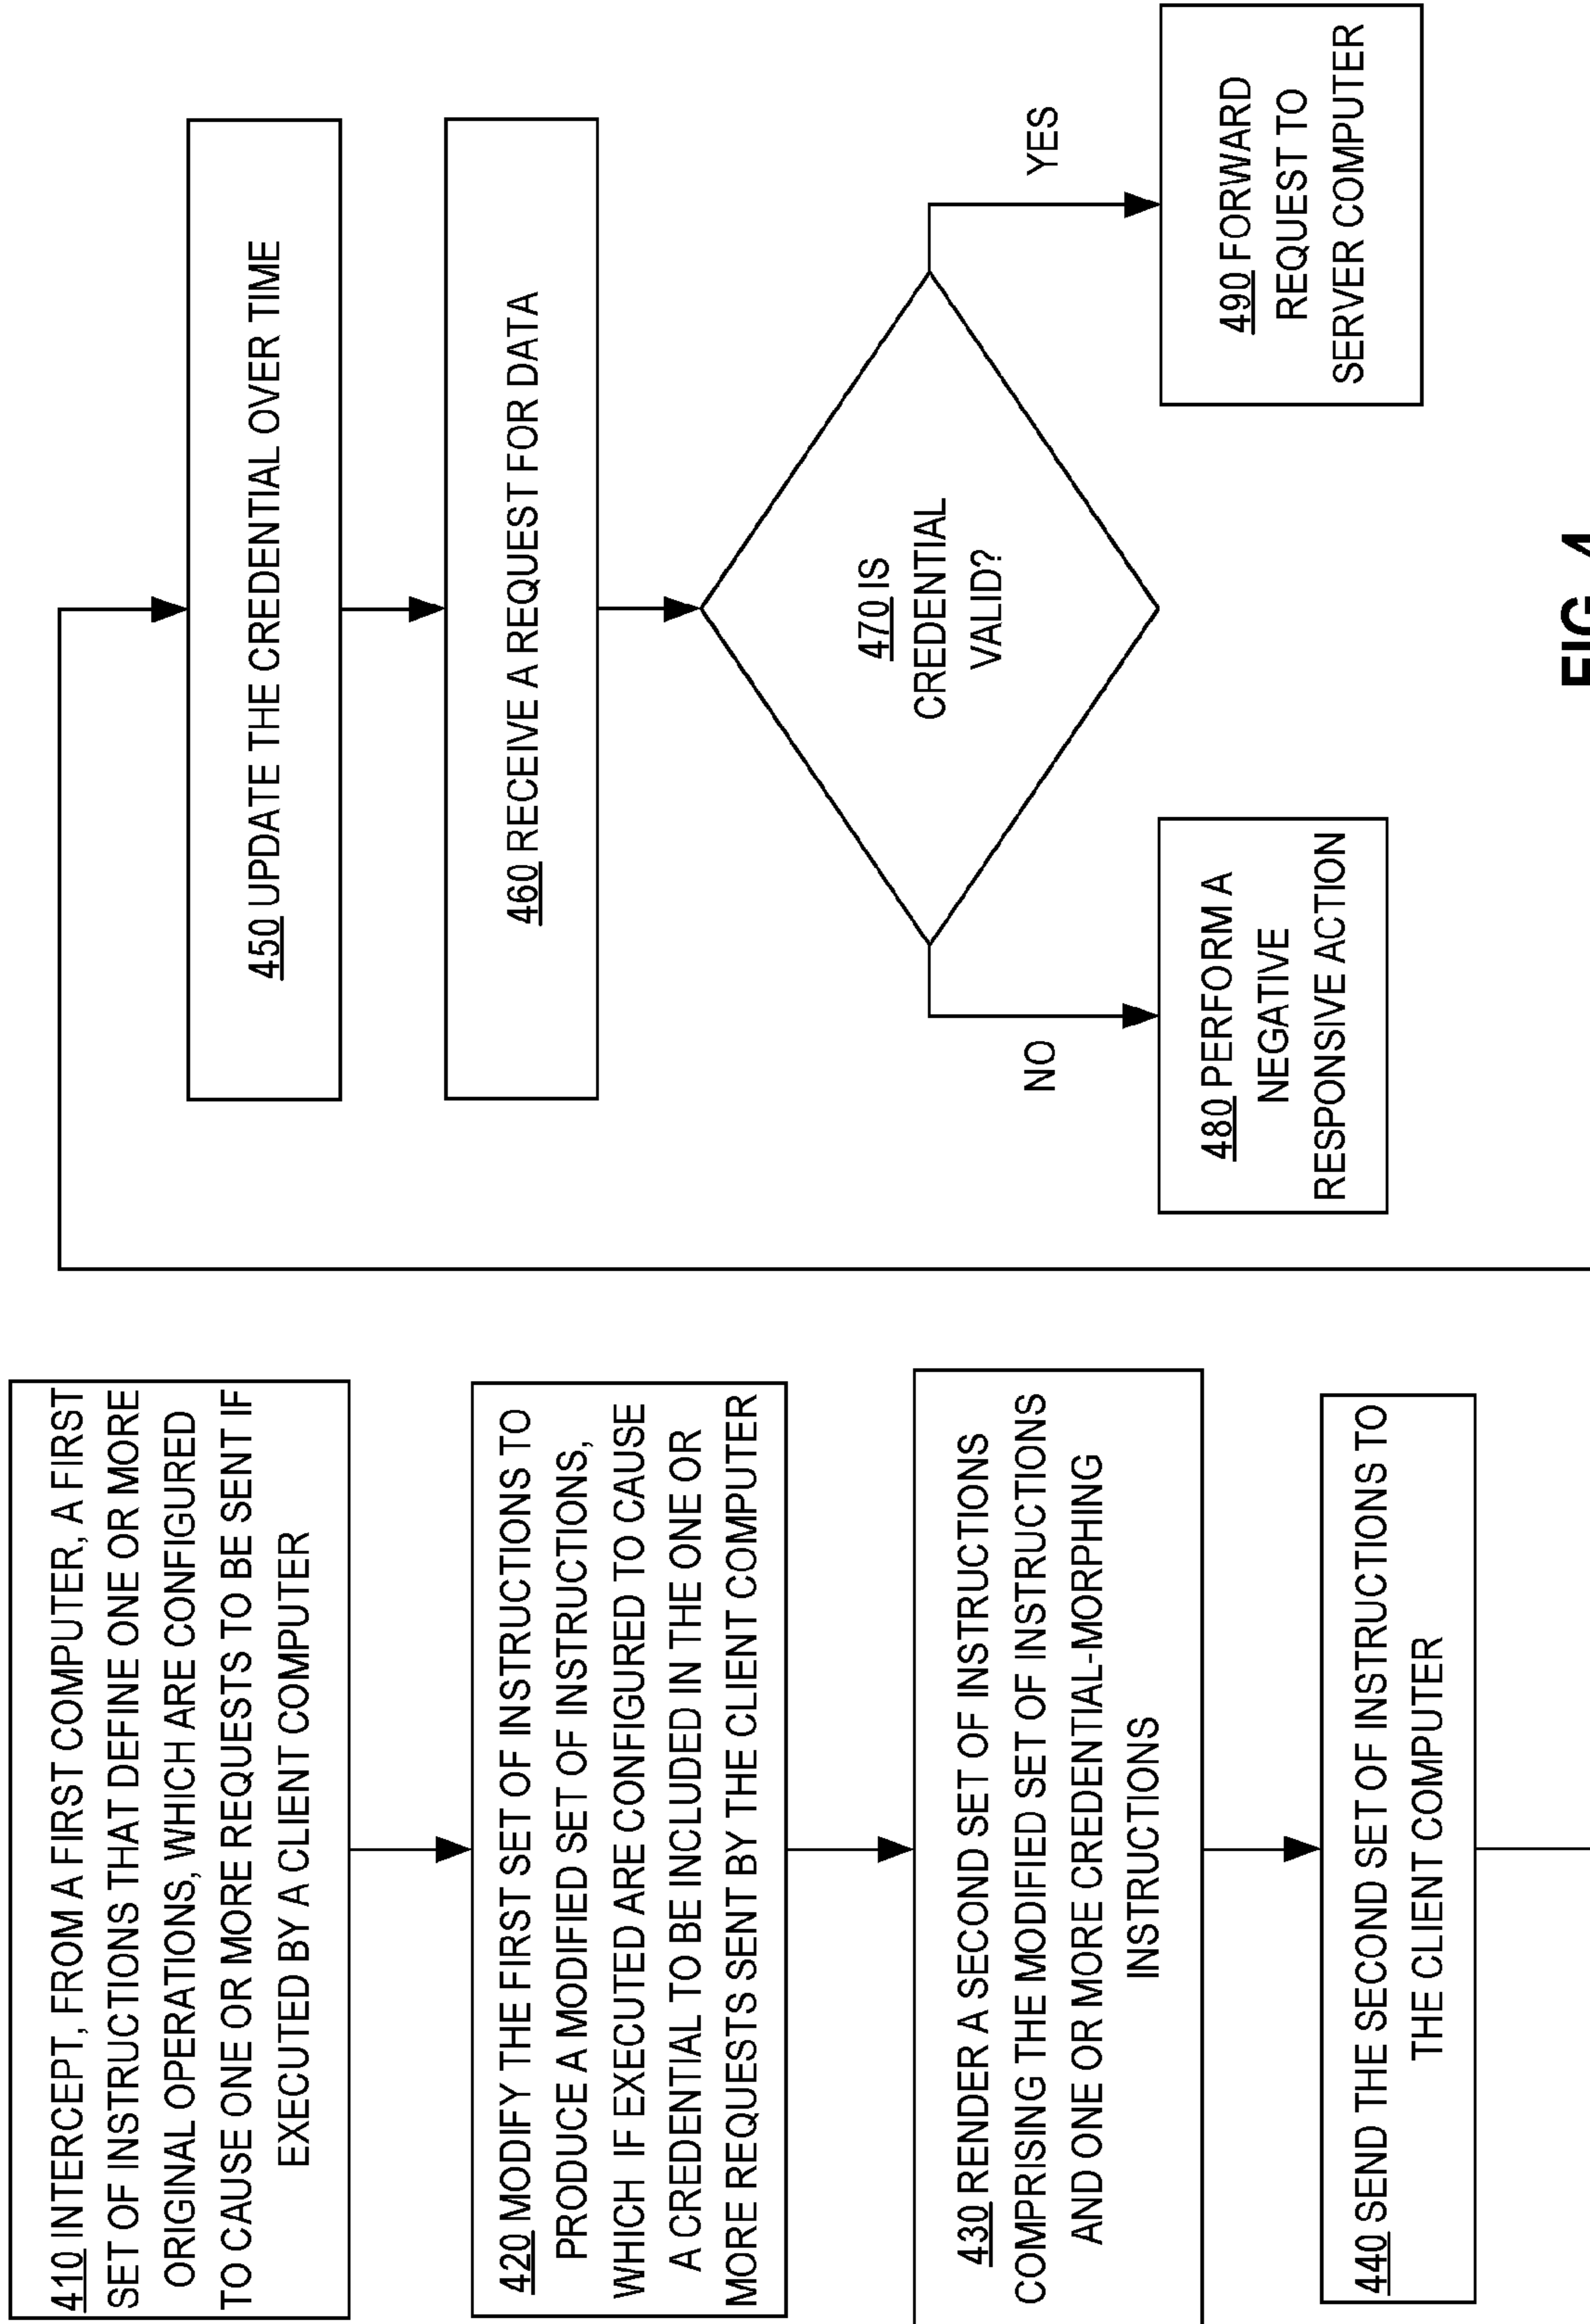 410 INTERCEPT, FROM A FIRST COMPUTER, A FIRST
SET OF INSTRUCTIONS THAT DEFINE ONE OR MORE
ORIGINAL OPERATIONS, WHICH ARE CONFIGURED
TO CAUSE ONE OR MORE REQUESTS TO BE SENT IF
EXECUTED BY A CLIENT COMPUTER
420 MODIFY THE FIRST SET OF INSTRUCTIONS TO
PRODUCE A MODIFIED SET OF INSTRUCTIONS,
WHICH IF EXECUTED ARE CONFIGURED TO CAUSE
A CREDENTIAL TO BE INCLUDED IN THE ONE OR
MORE REQUESTS SENT BY THE CLIENT COMPUTER
430 RENDER A SECOND SET OF INSTRUCTIONS
COMPRISING THE MODIFIED SET OF INSTRUCTIONS
AND ONE OR MORE CREDENTIAL-MORPHING
INSTRUCTIONS
440 SEND THE SECOND SET OF INSTRUCTIONS TO
THE CLIENT COMPUTER
450 UPDATE THE CREDENTIAL OVER TIME
460 RECEIVE A REQUEST FOR DATA
470 IS
CREDENTIAL
VALID?
NO
YES
480 PERFORM A
NEGATIVE
RESPONSIVE ACTION
490 FORWARD
REQUEST TO
SERVER COMPUTER
FIG. 4